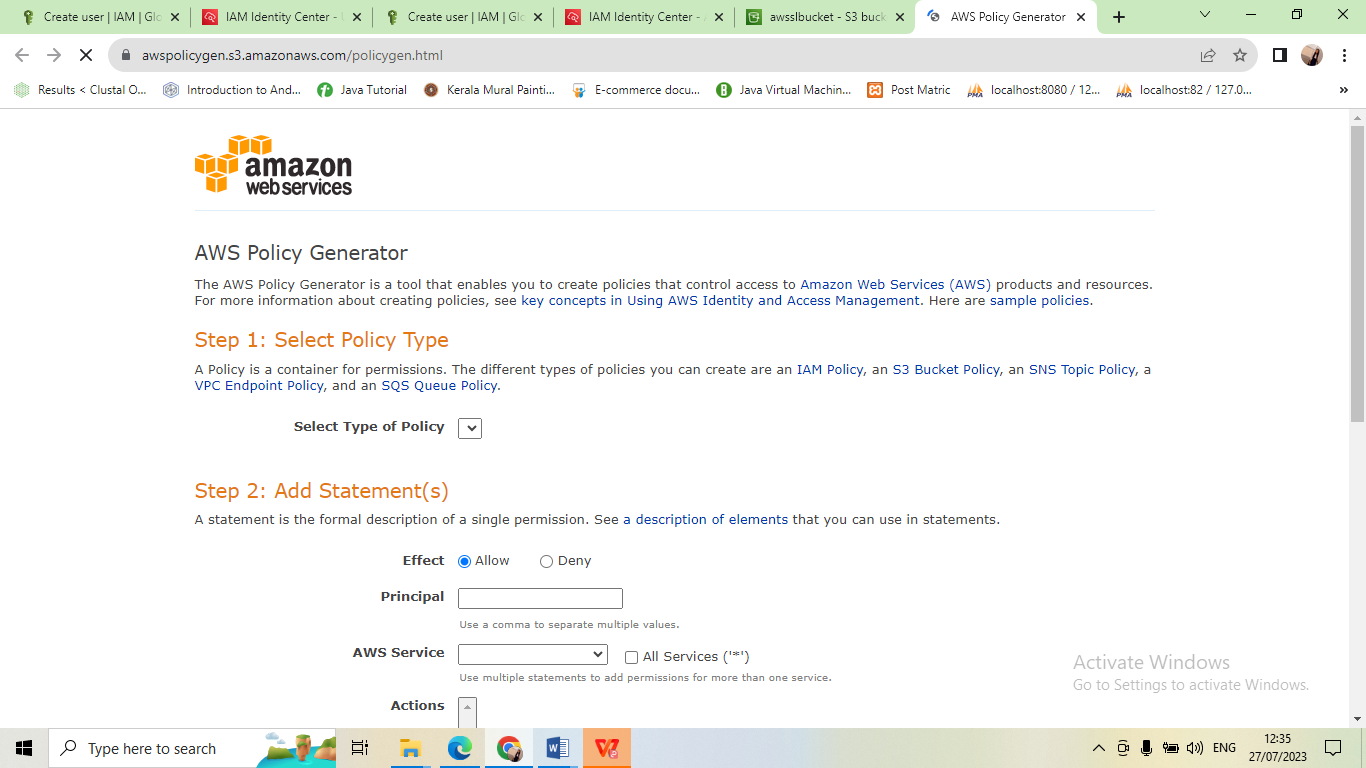 Create user | IAM | Glo
IAM Identity Center -
Create user | IAM | Glo
IAM Identity Center -
awsslbucket - S3 buck
AWS Policy Generator
awspolicygen.s3.amazonaws.com/policygen.html
Results < Clustal O...
Introduction to And...
Java Tutorial
Kerala Mural Painti...
E-commerce docu...
Java Virtual Machin...
Post Matric
localhost:8080 / 12...
localhost:82 / 127.0...
»
amazon
web services
AWS Policy Generator
The AWS Policy Generator is a tool that enables you to create policies that control access to Amazon Web Services (AWS) products and resources.
For more information about creating policies, see key concepts in Using AWS Identity and Access Management. Here are sample policies.
Step 1: Select Policy Type
A Policy is a container for permissions. The different types of policies you can create are an IAM Policy, an S3 Bucket Policy, an SNS Topic Policy, a
VPC Endpoint Policy, and an SQS Queue Policy.
Select Type of Policy
Step 2: Add Statement(s)
A statement is the formal description of a single permission. See a description of elements that you can use in statements.
Effect Allow Deny
Principal
Use a comma to separate multiple values.
AWS Service All Services ('*')
Use multiple statements to add permissions for more than one service.
Actions
Activate Windows
Go to Settings to activate Windows.
Type here to search
ENG
12:35
27/07/2023